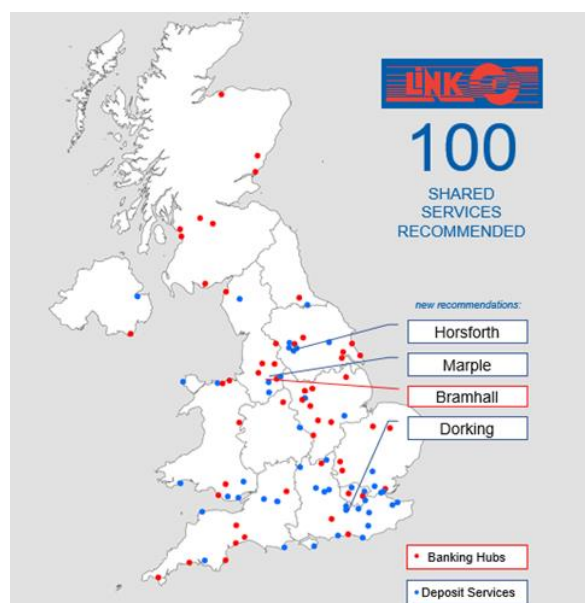 LINK
100
SHARED
SERVICES
RECOMMENDED
new recommendations:
Horsforth
Marple
Bramhall
Dorking
Banking Hubs
Deposit Services